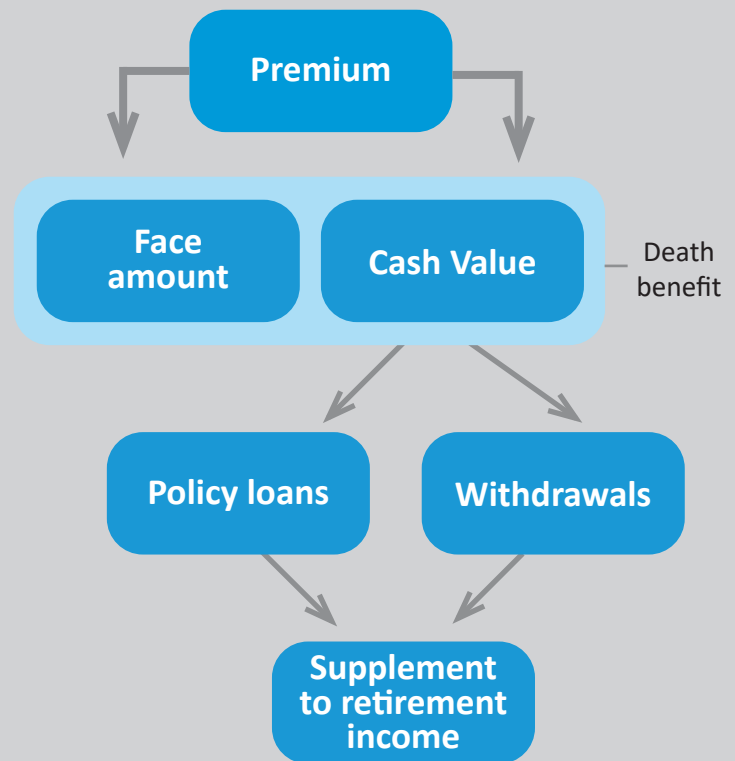 Premium
Face
amount
Cash Value
Death
benefit
Policy loans
Withdrawals
Supplement
to retirement
income